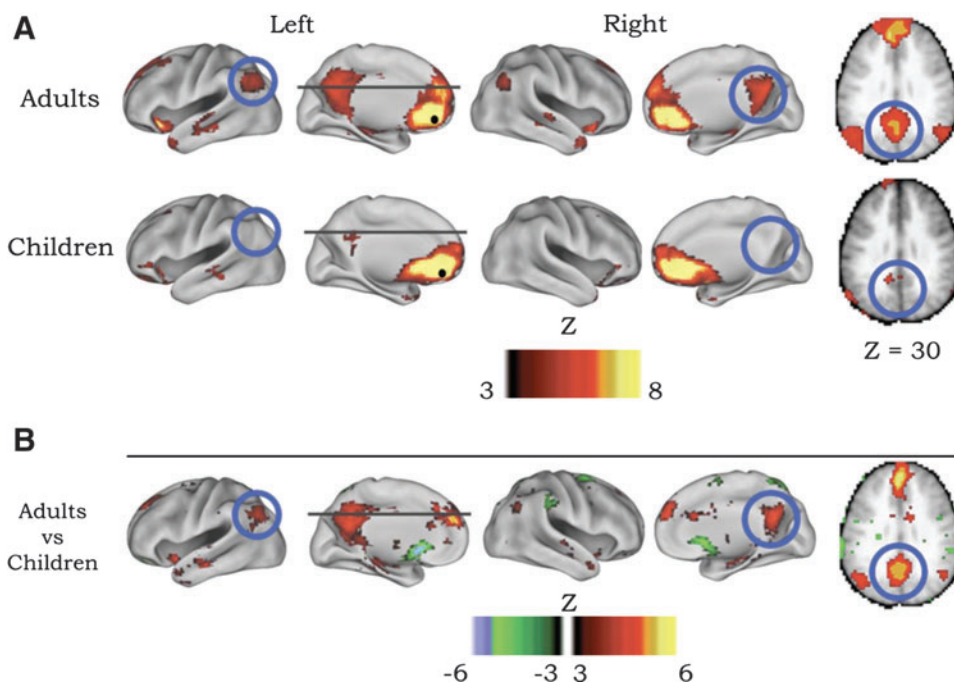 A
Left
Right
Adults
Children
Z
3
8
Z = 30
B
Adults
vs
Children
Z
-6
-3
3
6